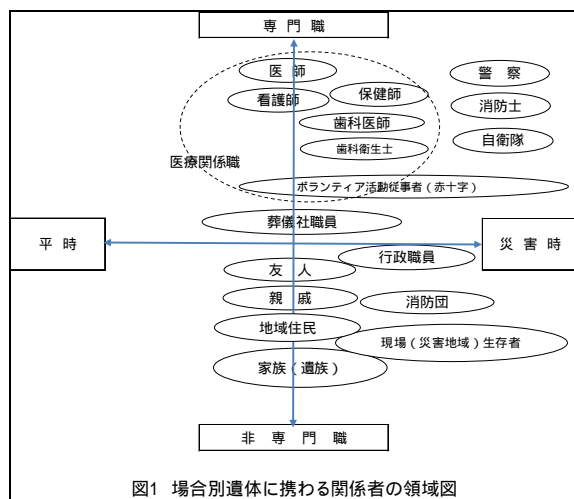 専 門 職
医 師
警 察
看護師
保健師
消防士
歯科医師
自衛隊
歯科衛生士
医療関係職
ボランティア活動従事者(赤十字)
葬儀社職員
平 時
災 害 時
行政職員
友 人
親 戚
消防団
地域住民
現場(災害地域)生存者
家族(遺族)
非 専 門 職
図1 場合別遺体に携わる関係者の領域図